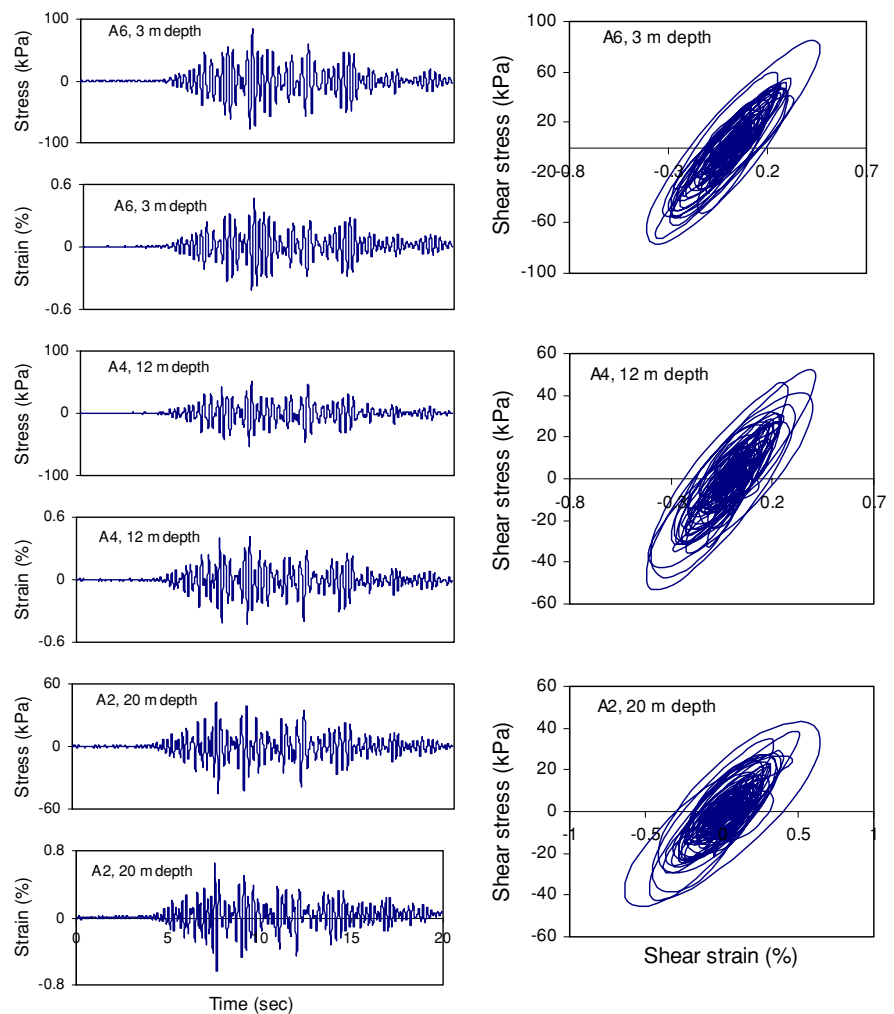 A6, 3 m depth
Stress (kPa)
100
0
-100
A6, 3 m depth
Strain (%)
0.6
0
-0.6
A4, 12 m depth
Stress (kPa)
100
0
-100
A4, 12 m depth
Strain (%)
0.6
0
-0.6
A2, 20 m depth
Stress (kPa)
60
0
-60
A2, 20 m depth
Strain (%)
0.8
0
-0.8
0 5 10 15 20
Time (sec)
A6, 3 m depth
Shear stress (kPa)
100
60
20
-20
-60
-100
-0.8 -0.3 0.2 0.7
A4, 12 m depth
Shear stress (kPa)
60
40
20
0
-20
-40
-60
-0.8 -0.3 0.2 0.7
A2, 20 m depth
Shear stress (kPa)
60
40
20
0
-20
-40
-60
-1 -0.5 0 0.5 1
Shear strain (%)